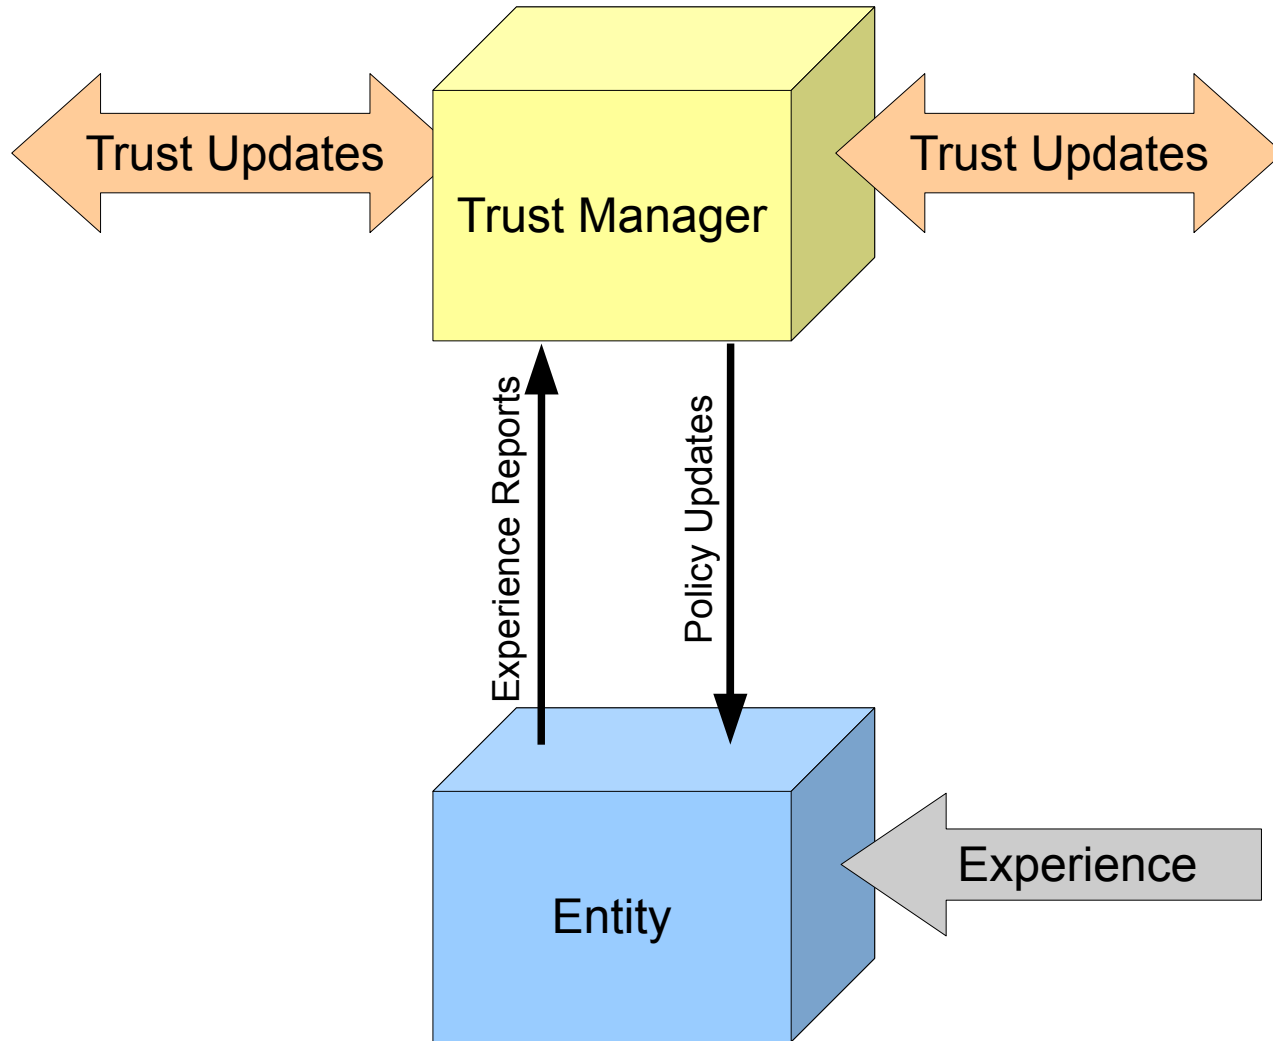 Trust Updates
Trust Updates
Trust Manager
Experience Reports
Policy Updates
Experience
Entity